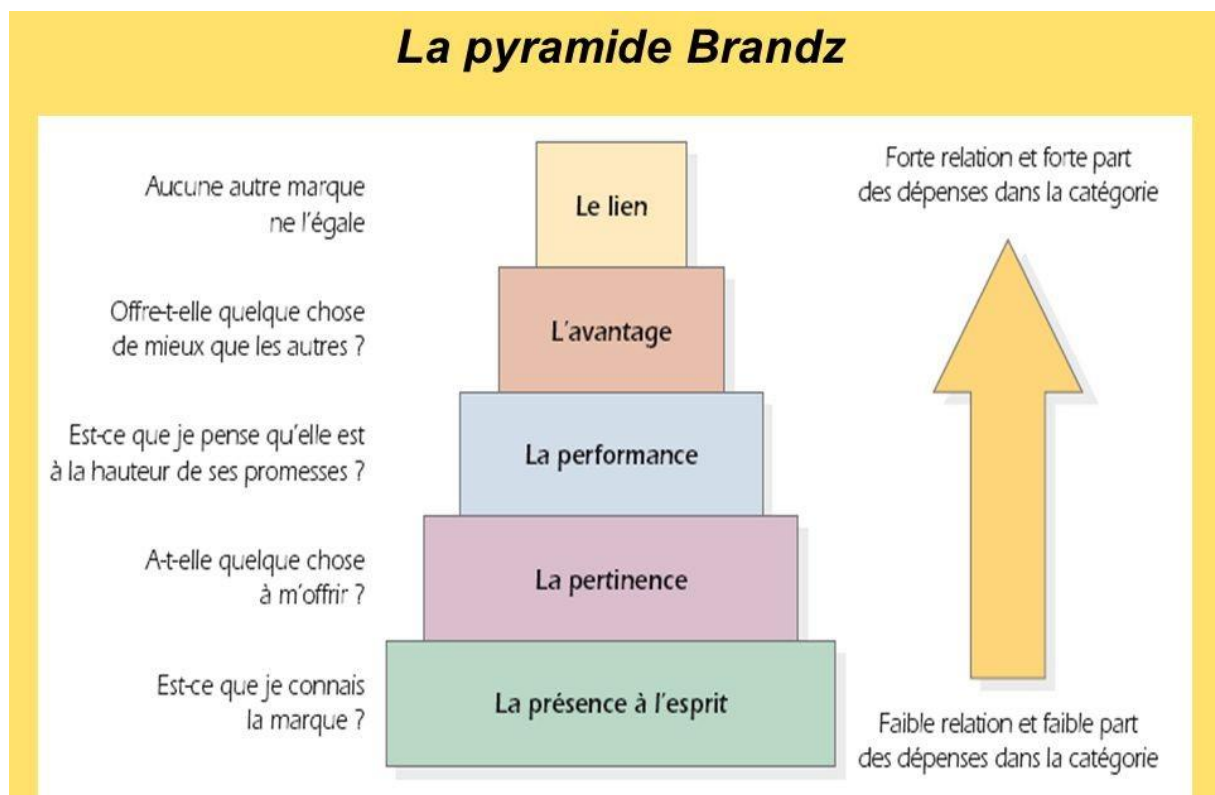 La pyramide Brandz
Aucune autre marque
ne l'égale
Le lien
Forte relation et forte part
des dépenses dans la catégorie
Offre-t-elle quelque chose
de mieux que les autres ?
L'avantage
Est-ce que je pense qu'elle est
à la hauteur de ses promesses ?
La performance
A-t-elle quelque chose
à m'offrir ?
La pertinence
Est-ce que je connais
la marque ?
La présence à l'esprit
Faible relation et faible part
des dépenses dans la catégorie